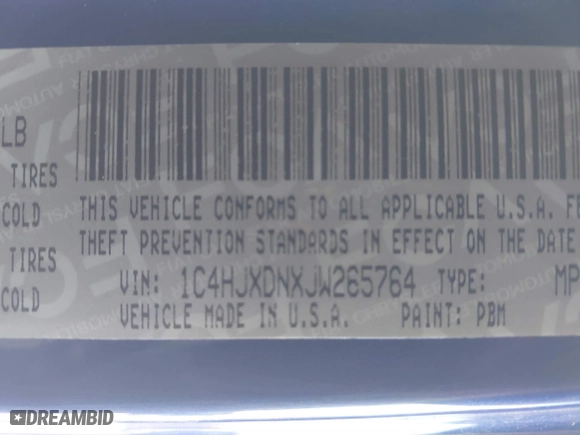 LB
TIRES
COLD
TIRES
COLD
THIS VEHICLE CONFORMS TO ALL APPLICABLE U.S.A. FE
THEFT PREVENTION STANDARDS IN EFFECT ON THE DATE
VIN: 1C4HJXDNXJW265764 TYPE: MP
VEHICLE MADE IN U.S.A. PAINT: PBM
DREAMBID